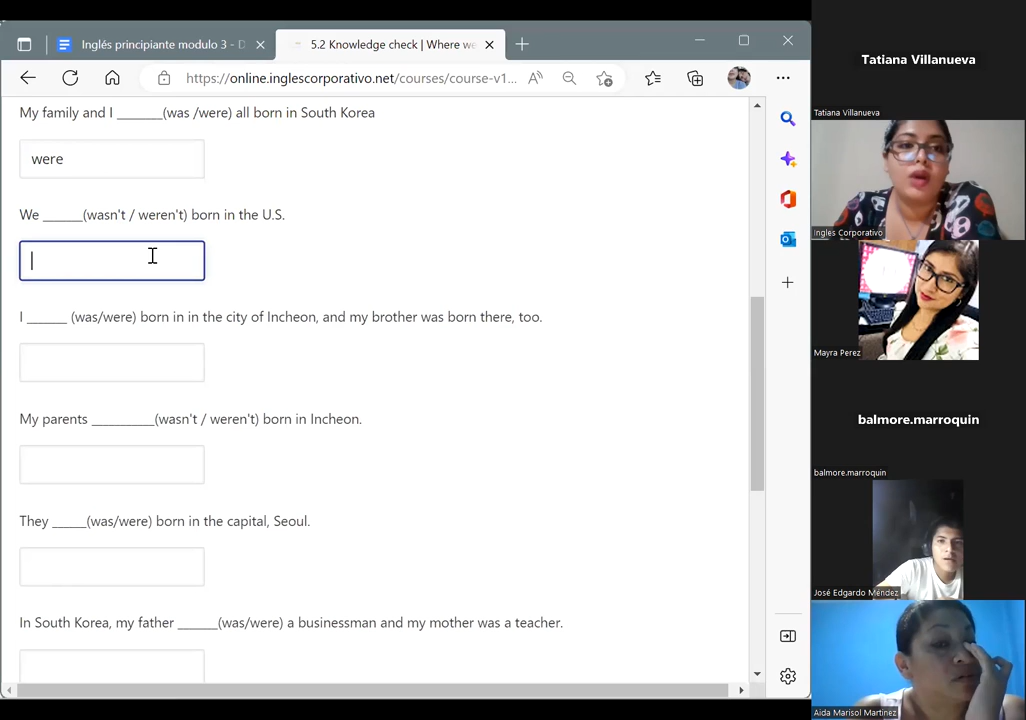 Inglés principiante modulo 3 - D
5.2 Knowledge check | Where we
https://online.inglescorporativo.net/courses/course-v1...
My family and I _______(was /were) all born in South Korea
were
We ______(wasn't / weren't) born in the U.S.
I ______ (was/were) born in in the city of Incheon, and my brother was born there, too.
My parents __________(wasn't / weren't) born in Incheon.
They _____(was/were) born in the capital, Seoul.
In South Korea, my father ______(was/were) a businessman and my mother was a teacher.
Tatiana Villanueva
Tatiana Villanueva
Ingles Corporativo
Mayra Perez
balmore.marroquin
balmore.marroquin
José Edgardo Méndez
Aida Marisol Martinez